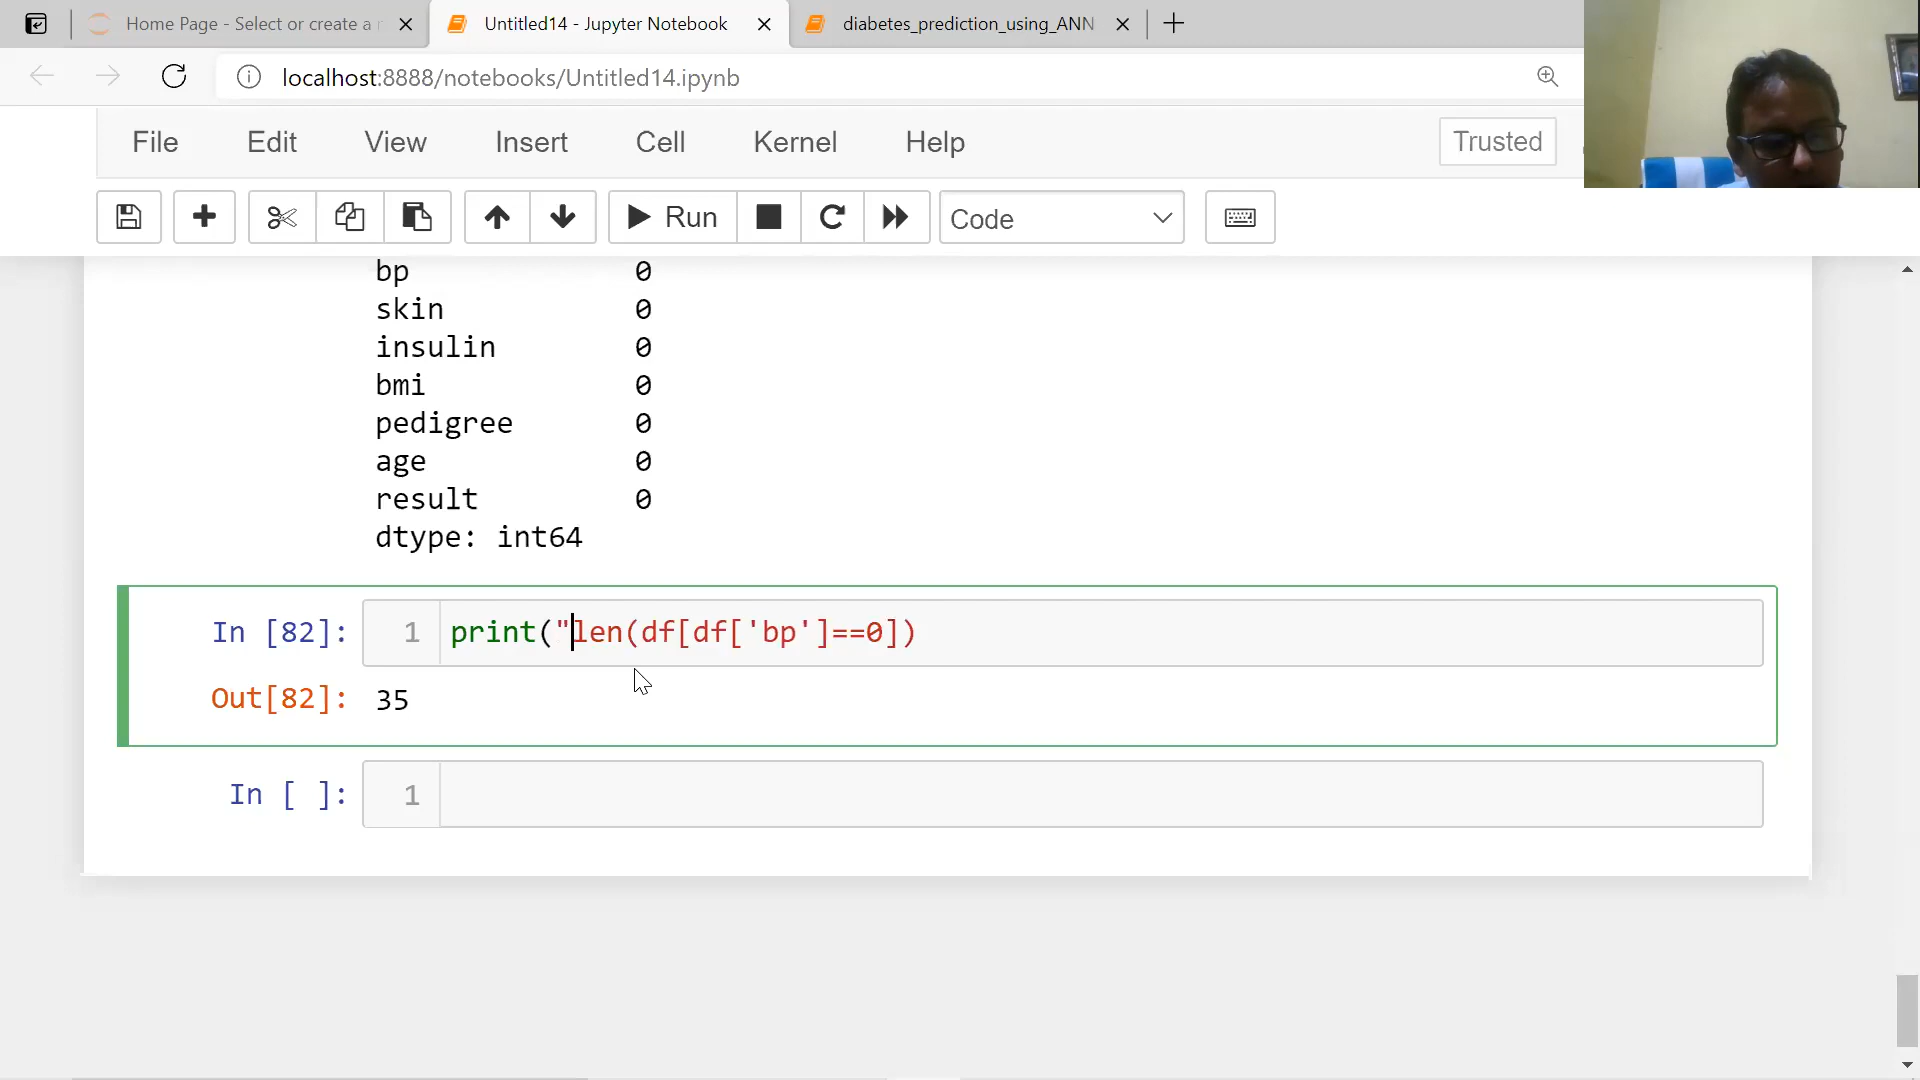 Home Page - Select or create a n
Untitled14 - Jupyter Notebook
diabetes_prediction_using_ANN
localhost:8888/notebooks/Untitled14.ipynb
File Edit View Insert Cell Kernel Help
Trusted
Run
Code
bp 0
skin 0
insulin 0
bmi 0
pedigree 0
age 0
result 0
dtype: int64
In [82]: 1 print("len(df[df['bp']==0])
Out[82]: 35
In [ ]: 1